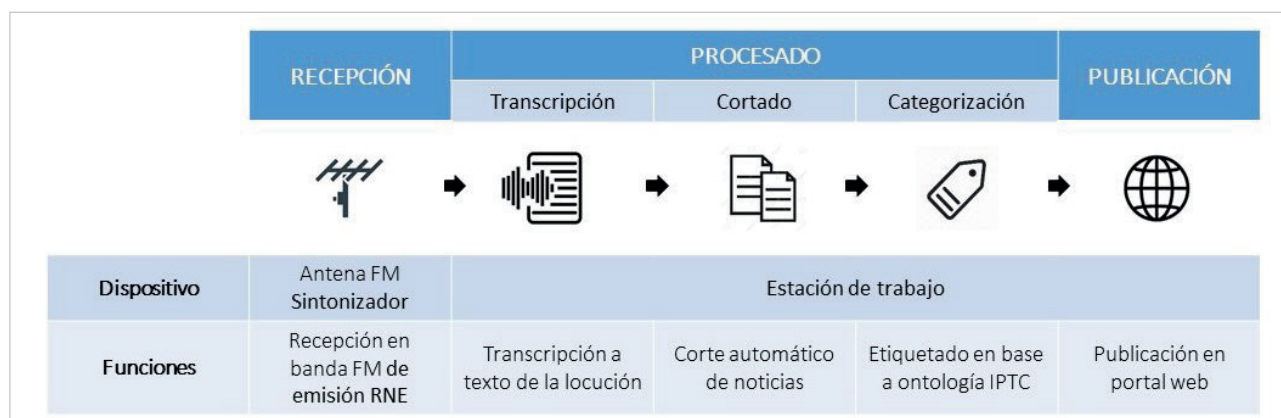 RECEPCIÓN
PROCESADO
PUBLICACIÓN
Transcripción
Cortado
Categorización
Dispositivo
Antena FM
Sintonizador
Estación de trabajo
Funciones
Recepción en
banda FM de
emisión RNE
Transcripción a
texto de la locución
Corte automático
de noticias
Etiquetado en base
a ontología IPTC
Publicación en
portal web